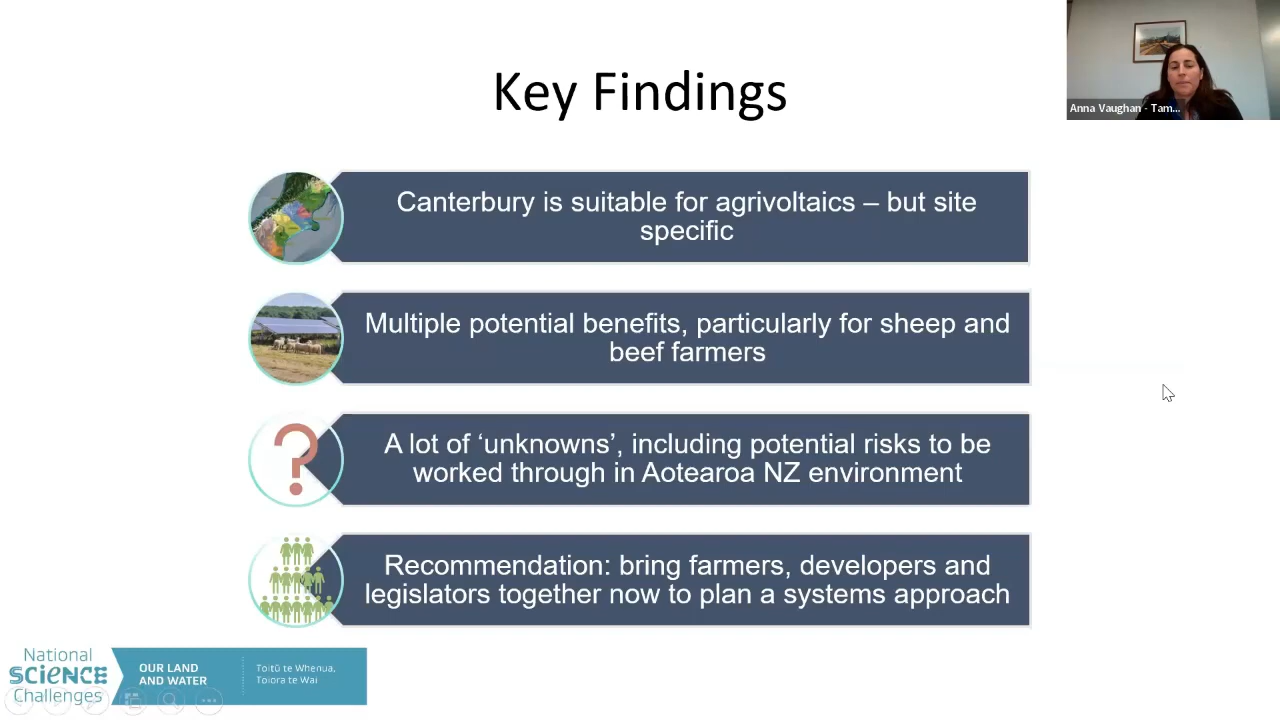 Key Findings
Anna Vaughan - Tam...
Canterbury is suitable for agrivoltaics – but site
specific
Multiple potential benefits, particularly for sheep and
beef farmers
?
A lot of ‘unknowns’, including potential risks to be
worked through in Aotearoa NZ environment
Recommendation: bring farmers, developers and
legislators together now to plan a systems approach
National
SCIENCE
Challenges
OUR LAND
AND WATER
Toitū te Whenua,
Toiora te Wai